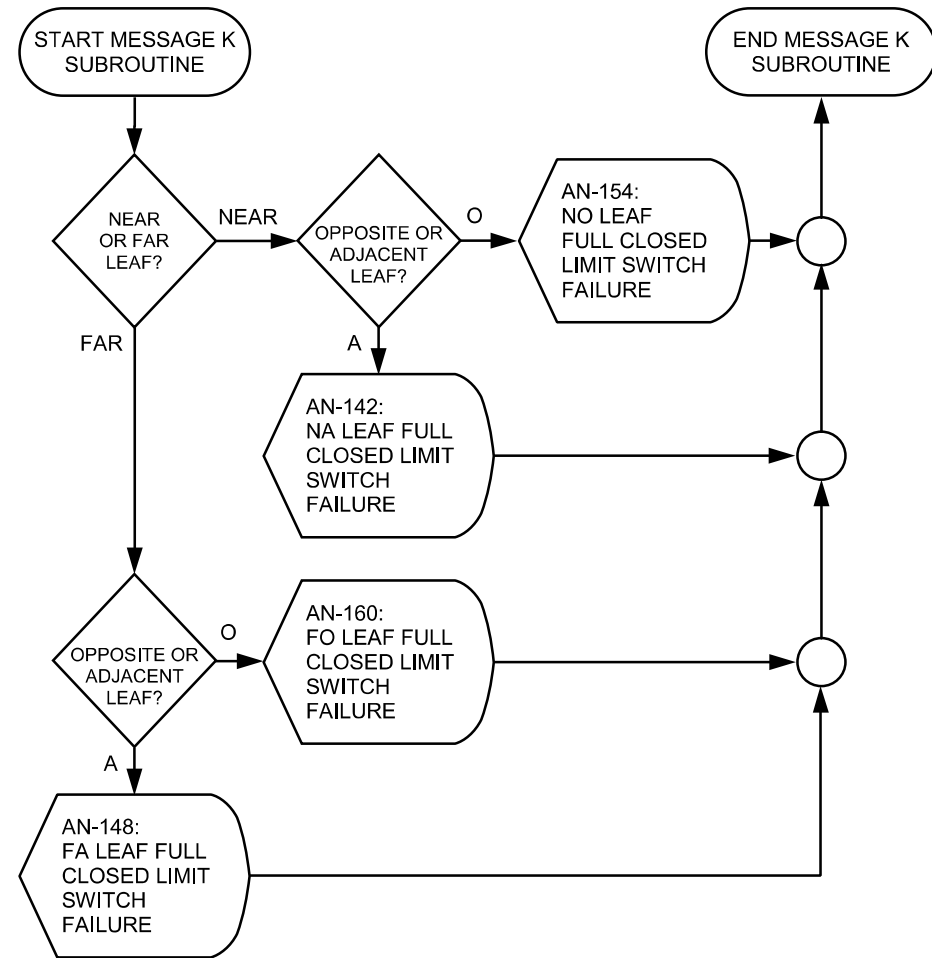 START MESSAGE K
SUBROUTINE
END MESSAGE K
SUBROUTINE
NEAR
OR FAR
LEAF?
NEAR
OPPOSITE OR
ADJACENT
LEAF?
O
AN-154:
NO LEAF
FULL CLOSED
LIMIT SWITCH
FAILURE
FAR
A
AN-142:
NA LEAF FULL
CLOSED LIMIT
SWITCH
FAILURE
OPPOSITE OR
ADJACENT
LEAF?
O
AN-160:
FO LEAF FULL
CLOSED LIMIT
SWITCH
FAILURE
A
AN-148:
FA LEAF FULL
CLOSED LIMIT
SWITCH
FAILURE